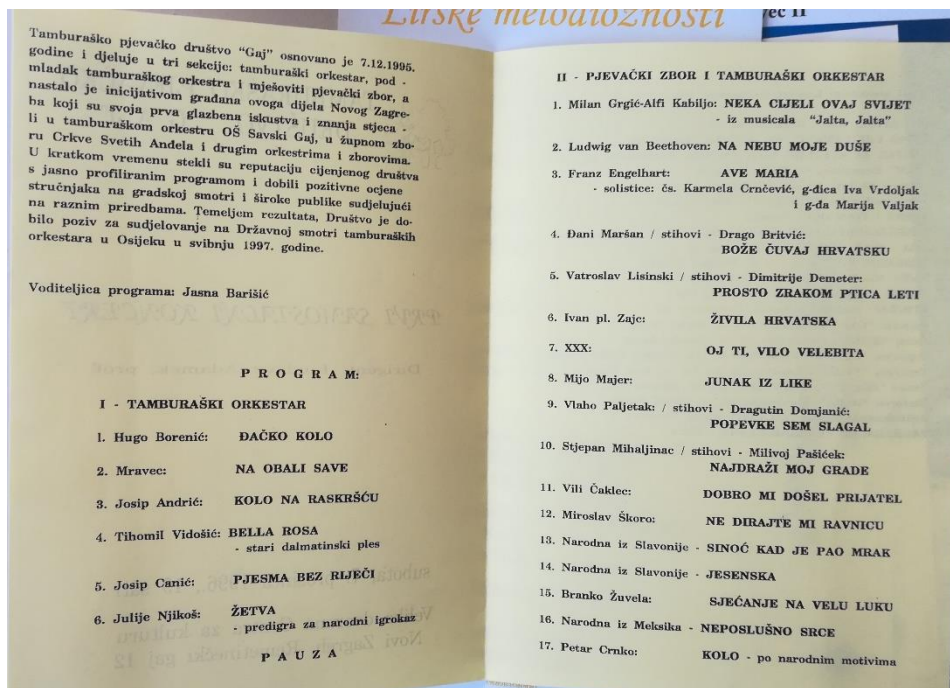 Lirske melodioznosti
vec II
Tamburaško pjevačko društvo "Gaj" osnovano je 7.12.1995.
godine i djeluje u tri sekcije: tamburaški orkestar, pod -
mladak tamburaškog orkestra i mješoviti pjevački zbor, a
nastalo je inicijativom građana ovoga dijela Novog Zagre-
ba koji su svoja prva glazbena iskustva i znanja stjeca -
li u tamburaškom orkestru OŠ Savski Gaj, u župnom zbo-
ru Crkve Svetih Anđela i drugim orkestrima i zborovima.
U kratkom vremenu stekli su reputaciju cijenjenog društva
s jasno profiliranim programom i dobili pozitivne ocjene
stručnjaka na gradskoj smotri i široke publike sudjelujući
na raznim priredbama. Temeljem rezultata, Društvo je do-
bilo poziv za sudjelovanje na Državnoj smotri tamburaških
orkestara u Osijeku u svibnju 1997. godine.
Voditeljica programa: Jasna Barišić
P R O G R A M:
I - TAMBURAŠKI ORKESTAR
1. Hugo Borenić: ĐAČKO KOLO
2. Mravec: NA OBALI SAVE
3. Josip Andrić: KOLO NA RASKRŠĆU
4. Tihomil Vidošić: BELLA ROSA
- stari dalmatinski ples
5. Josip Canić: PJESMA BEZ RIJEČI
6. Julije Njikoš: ŽETVA
- predigra za narodni igrokaz
P A U Z A
II - PJEVAČKI ZBOR I TAMBURAŠKI ORKESTAR
1. Milan Grgić-Alfi Kabiljo: NEKA CIJELI OVAJ SVIJET
- iz musicala "Jalta, Jalta"
2. Ludwig van Beethoven: NA NEBU MOJE DUŠE
3. Franz Engelhart: AVE MARIA
- solistice: čs. Karmela Crnčević, g-đica Iva Vrdoljak
i g-đa Marija Valjak
4. Đani Maršan / stihovi - Drago Britvić:
BOŽE ČUVAJ HRVATSKU
5. Vatroslav Lisinski / stihovi - Dimitrije Demeter:
PROSTO ZRAKOM PTICA LETI
6. Ivan pl. Zajc: ŽIVILA HRVATSKA
7. XXX: OJ TI, VILO VELEBITA
8. Mijo Majer: JUNAK IZ LIKE
9. Vlaho Paljetak: / stihovi - Dragutin Domjanić:
POPEVKE SEM SLAGAL
10. Stjepan Mihaljinac / stihovi - Milivoj Pašićek:
NAJDRAŽI MOJ GRADE
11. Vili Čaklec: DOBRO MI DOŠEL PRIJATEL
12. Miroslav Škoro: NE DIRAJTE MI RAVNICU
13. Narodna iz Slavonije - SINOĆ KAD JE PAO MRAK
14. Narodna iz Slavonije - JESENSKA
15. Branko Žuvela: SJEĆANJE NA VELU LUKU
16. Narodna iz Meksika - NEPOSLUŠNO SRCE
17. Petar Crnko: KOLO - po narodnim motivima